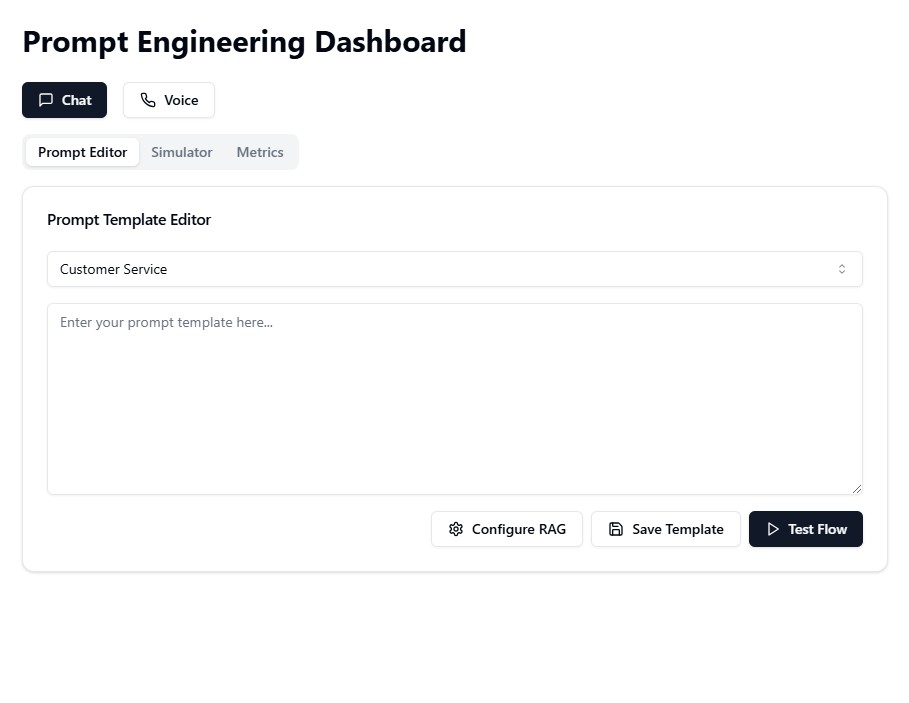 Prompt Engineering Dashboard
Chat Voice
Prompt Editor Simulator Metrics
Prompt Template Editor
Customer Service
Enter your prompt template here...
Configure RAG Save Template Test Flow